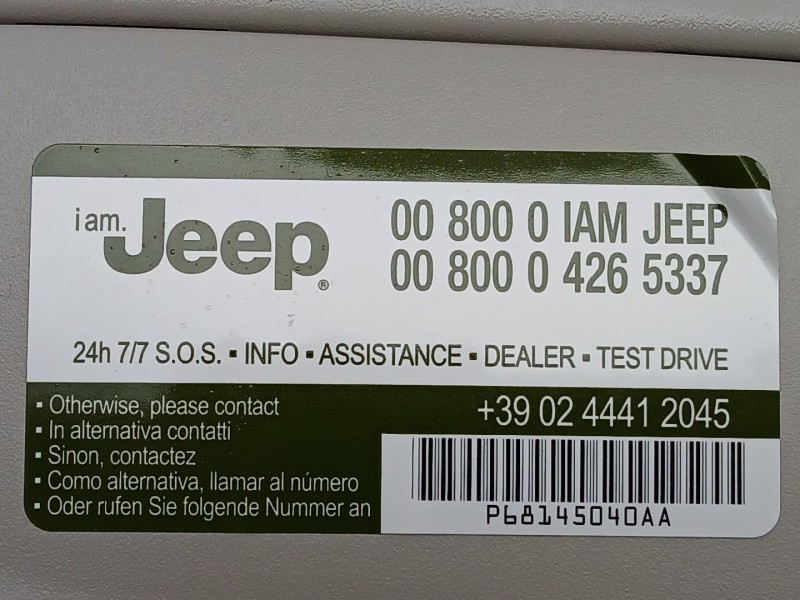 i am.
Jeep®
00 800 0 IAM JEEP
00 800 0 426 5337
24h 7/7 S.O.S. ▪ INFO ▪ ASSISTANCE ▪ DEALER ▪ TEST DRIVE
▪ Otherwise, please contact
▪ In alternativa contatti
▪ Sinon, contactez
▪ Como alternativa, llamar al número
▪ Oder rufen Sie folgende Nummer an
+39 02 4441 2045
P68145040AA